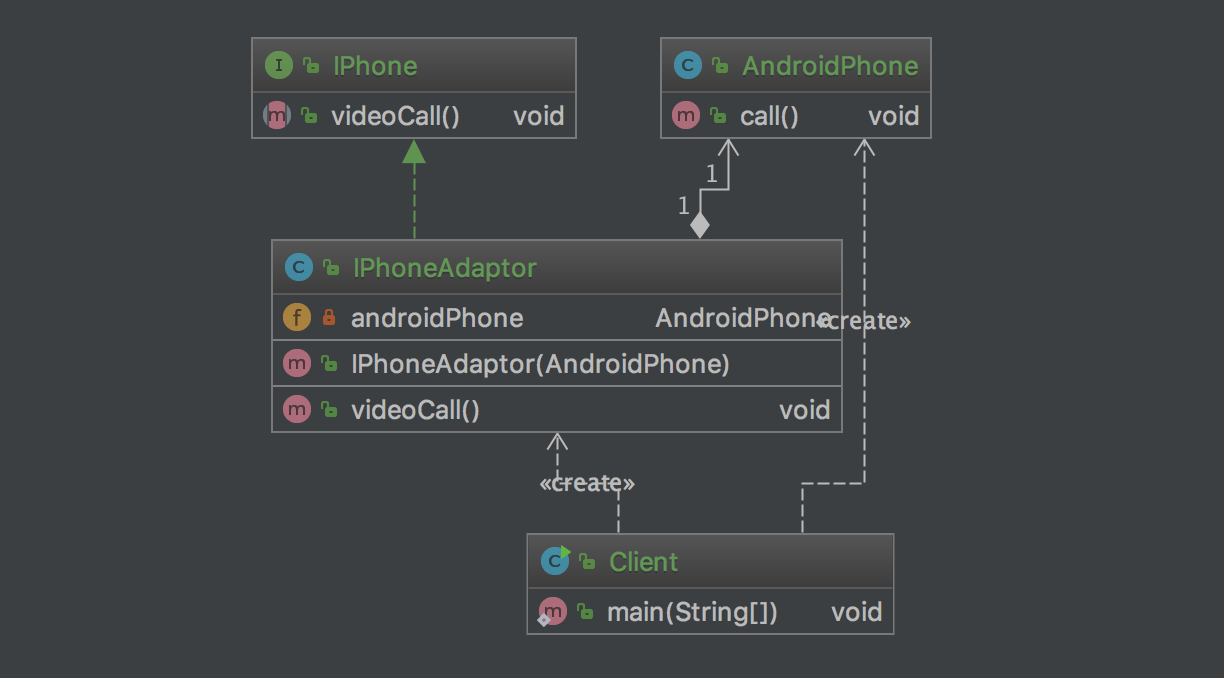 I IPhone
m videoCall() void
C AndroidPhone
m call() void
1
1
C IPhoneAdaptor
f androidPhone AndroidPhone
«create»
m IPhoneAdaptor(AndroidPhone)
m videoCall() void
«create»
C Client
m main(String[]) void